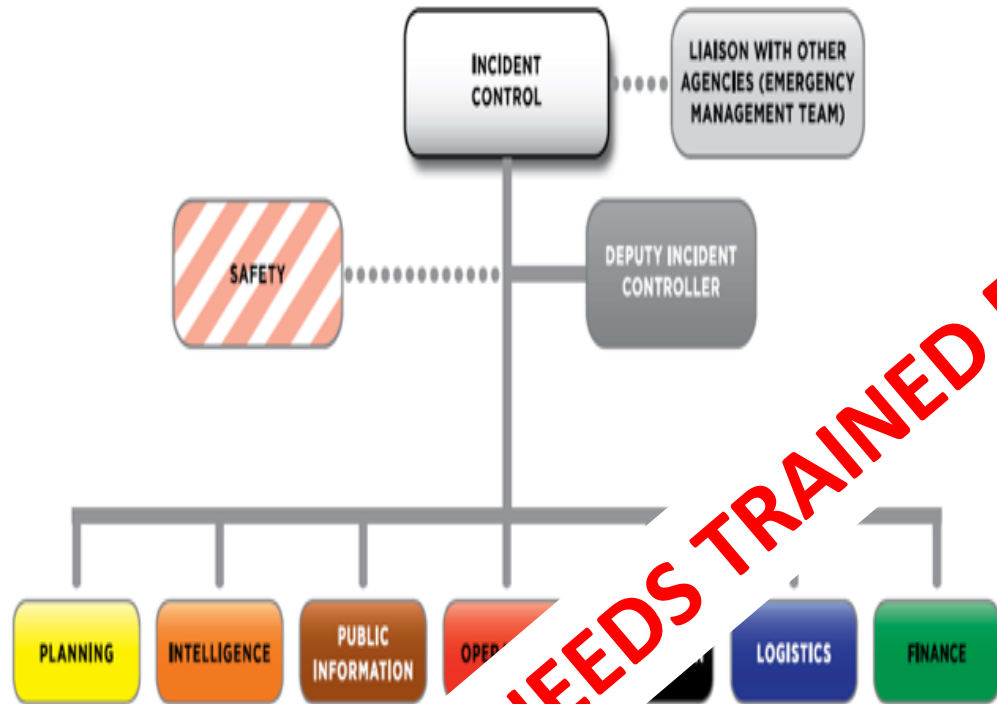 INCIDENT
CONTROL
LIAISON WITH OTHER
AGENCIES (EMERGENCY
MANAGEMENT TEAM)
SAFETY
DEPUTY INCIDENT
CONTROLLER
PLANNING
INTELLIGENCE
PUBLIC
INFORMATION
LOGISTICS
FINANCE
NEEDS TRAINED